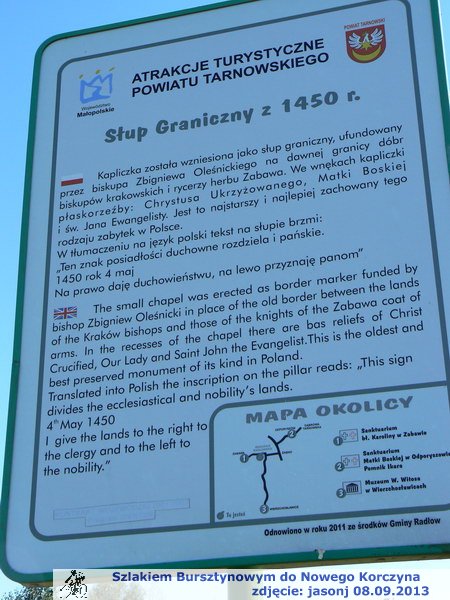 Województwo
Małopolskie
ATRAKCJE TURYSTYCZNE
POWIATU TARNOWSKIEGO
POWIAT TARNOWSKI
Słup Graniczny z 1450 r.
Kapliczka została wzniesiona jako słup graniczny, ufundowany
przez biskupa Zbigniewa Oleśnickiego na dawnej granicy dóbr
biskupów krakowskich i rycerzy herbu Zabawa. We wnękach kapliczki
płaskorzeźby: Chrystusa Ukrzyżowanego, Matki Boskiej
i św. Jana Ewangelisty. Jest to najstarszy i najlepiej zachowany tego
rodzaju zabytek w Polsce.
W tłumaczeniu na język polski tekst na słupie brzmi:
„Ten znak posiadłości duchowne rozdziela i pańskie.
1450 rok 4 maj
Na prawo daję duchowieństwu, na lewo przyznaję panom”
The small chapel was erected as border marker funded by
bishop Zbigniew Oleśnicki in place of the old border between the lands
of the Kraków bishops and those of the knights of the Zabawa coat of
arms. In the recesses of the chapel there are bas reliefs of Christ
Crucified, Our Lady and Saint John the Evangelist.This is the oldest and
best preserved monument of its kind in Poland.
Translated into Polish the inscription on the pillar reads: „This sign
divides the ecclesiastical and nobility's lands.
4th May 1450
I give the lands to the right to
the clergy and to the left to
the nobility.”
MAPA OKOLICY
1 Sanktuarium
bł. Karoliny w Zabawie
2 Sanktuarium
Matki Boskiej w Odporyszowie
Pomnik Ikara
3 Muzeum W. Witosa
w Wierzchosławicach
Tu jesteś
WIERZCHOSŁAWICE
Odnowiono w roku 2011 ze środków Gminy Radłów
Szlakiem Bursztynowym do Nowego Korczyna
zdjęcie: jasonj 08.09.2013